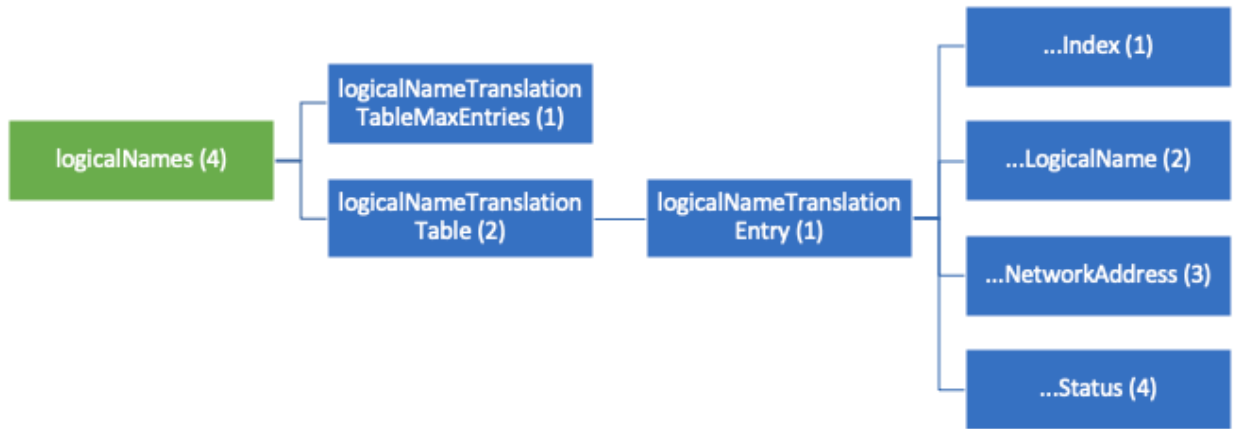 logicalNames (4)
logicalNameTranslation
TableMaxEntries (1)
logicalNameTranslation
Table (2)
logicalNameTranslation
Entry (1)
...Index (1)
...LogicalName (2)
...NetworkAddress (3)
...Status (4)